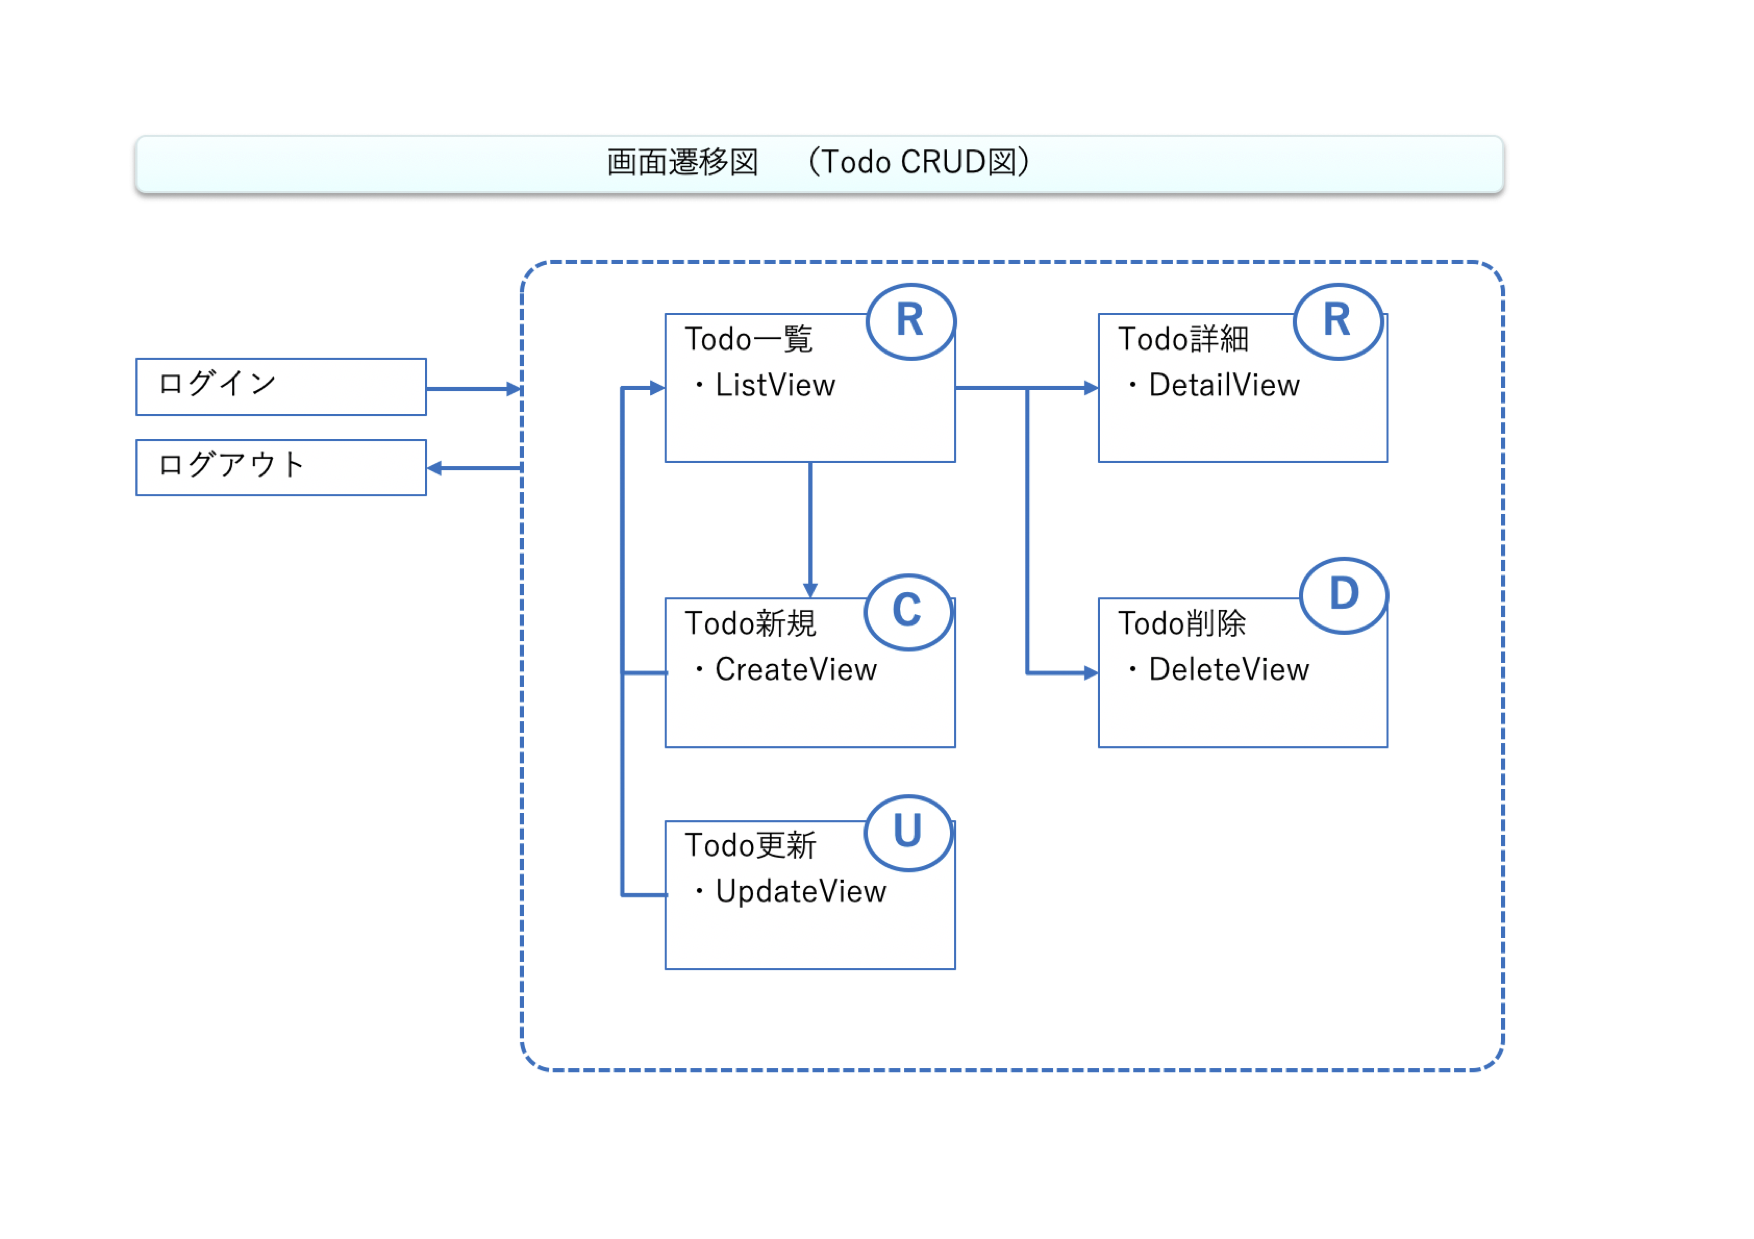 画面遷移図　（Todo CRUD図）
ログイン
ログアウト
R
Todo一覧
・ListView
R
Todo詳細
・DetailView
C
Todo新規
・CreateView
D
Todo削除
・DeleteView
U
Todo更新
・UpdateView